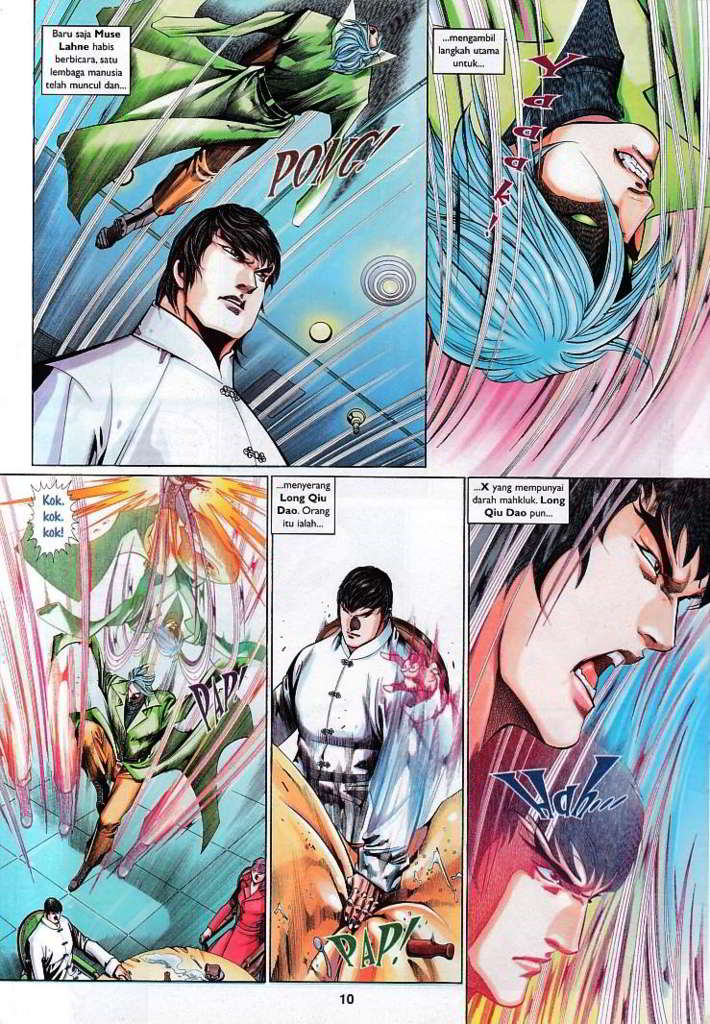 Baru saja Muse
Lahne habis
berbicara, satu
lembaga manusia
telah muncul dan...
PONG!
...mengambil
langkah utama
untuk...
Yaaaak!
Kok.
kok.
kok!
PAP!
...menyerang
Long Qiu
Dao. Orang
itu ialah...
PAP!
...X yang mempunyai
darah mahkluk. Long
Qiu Dao pun...
Hah
10